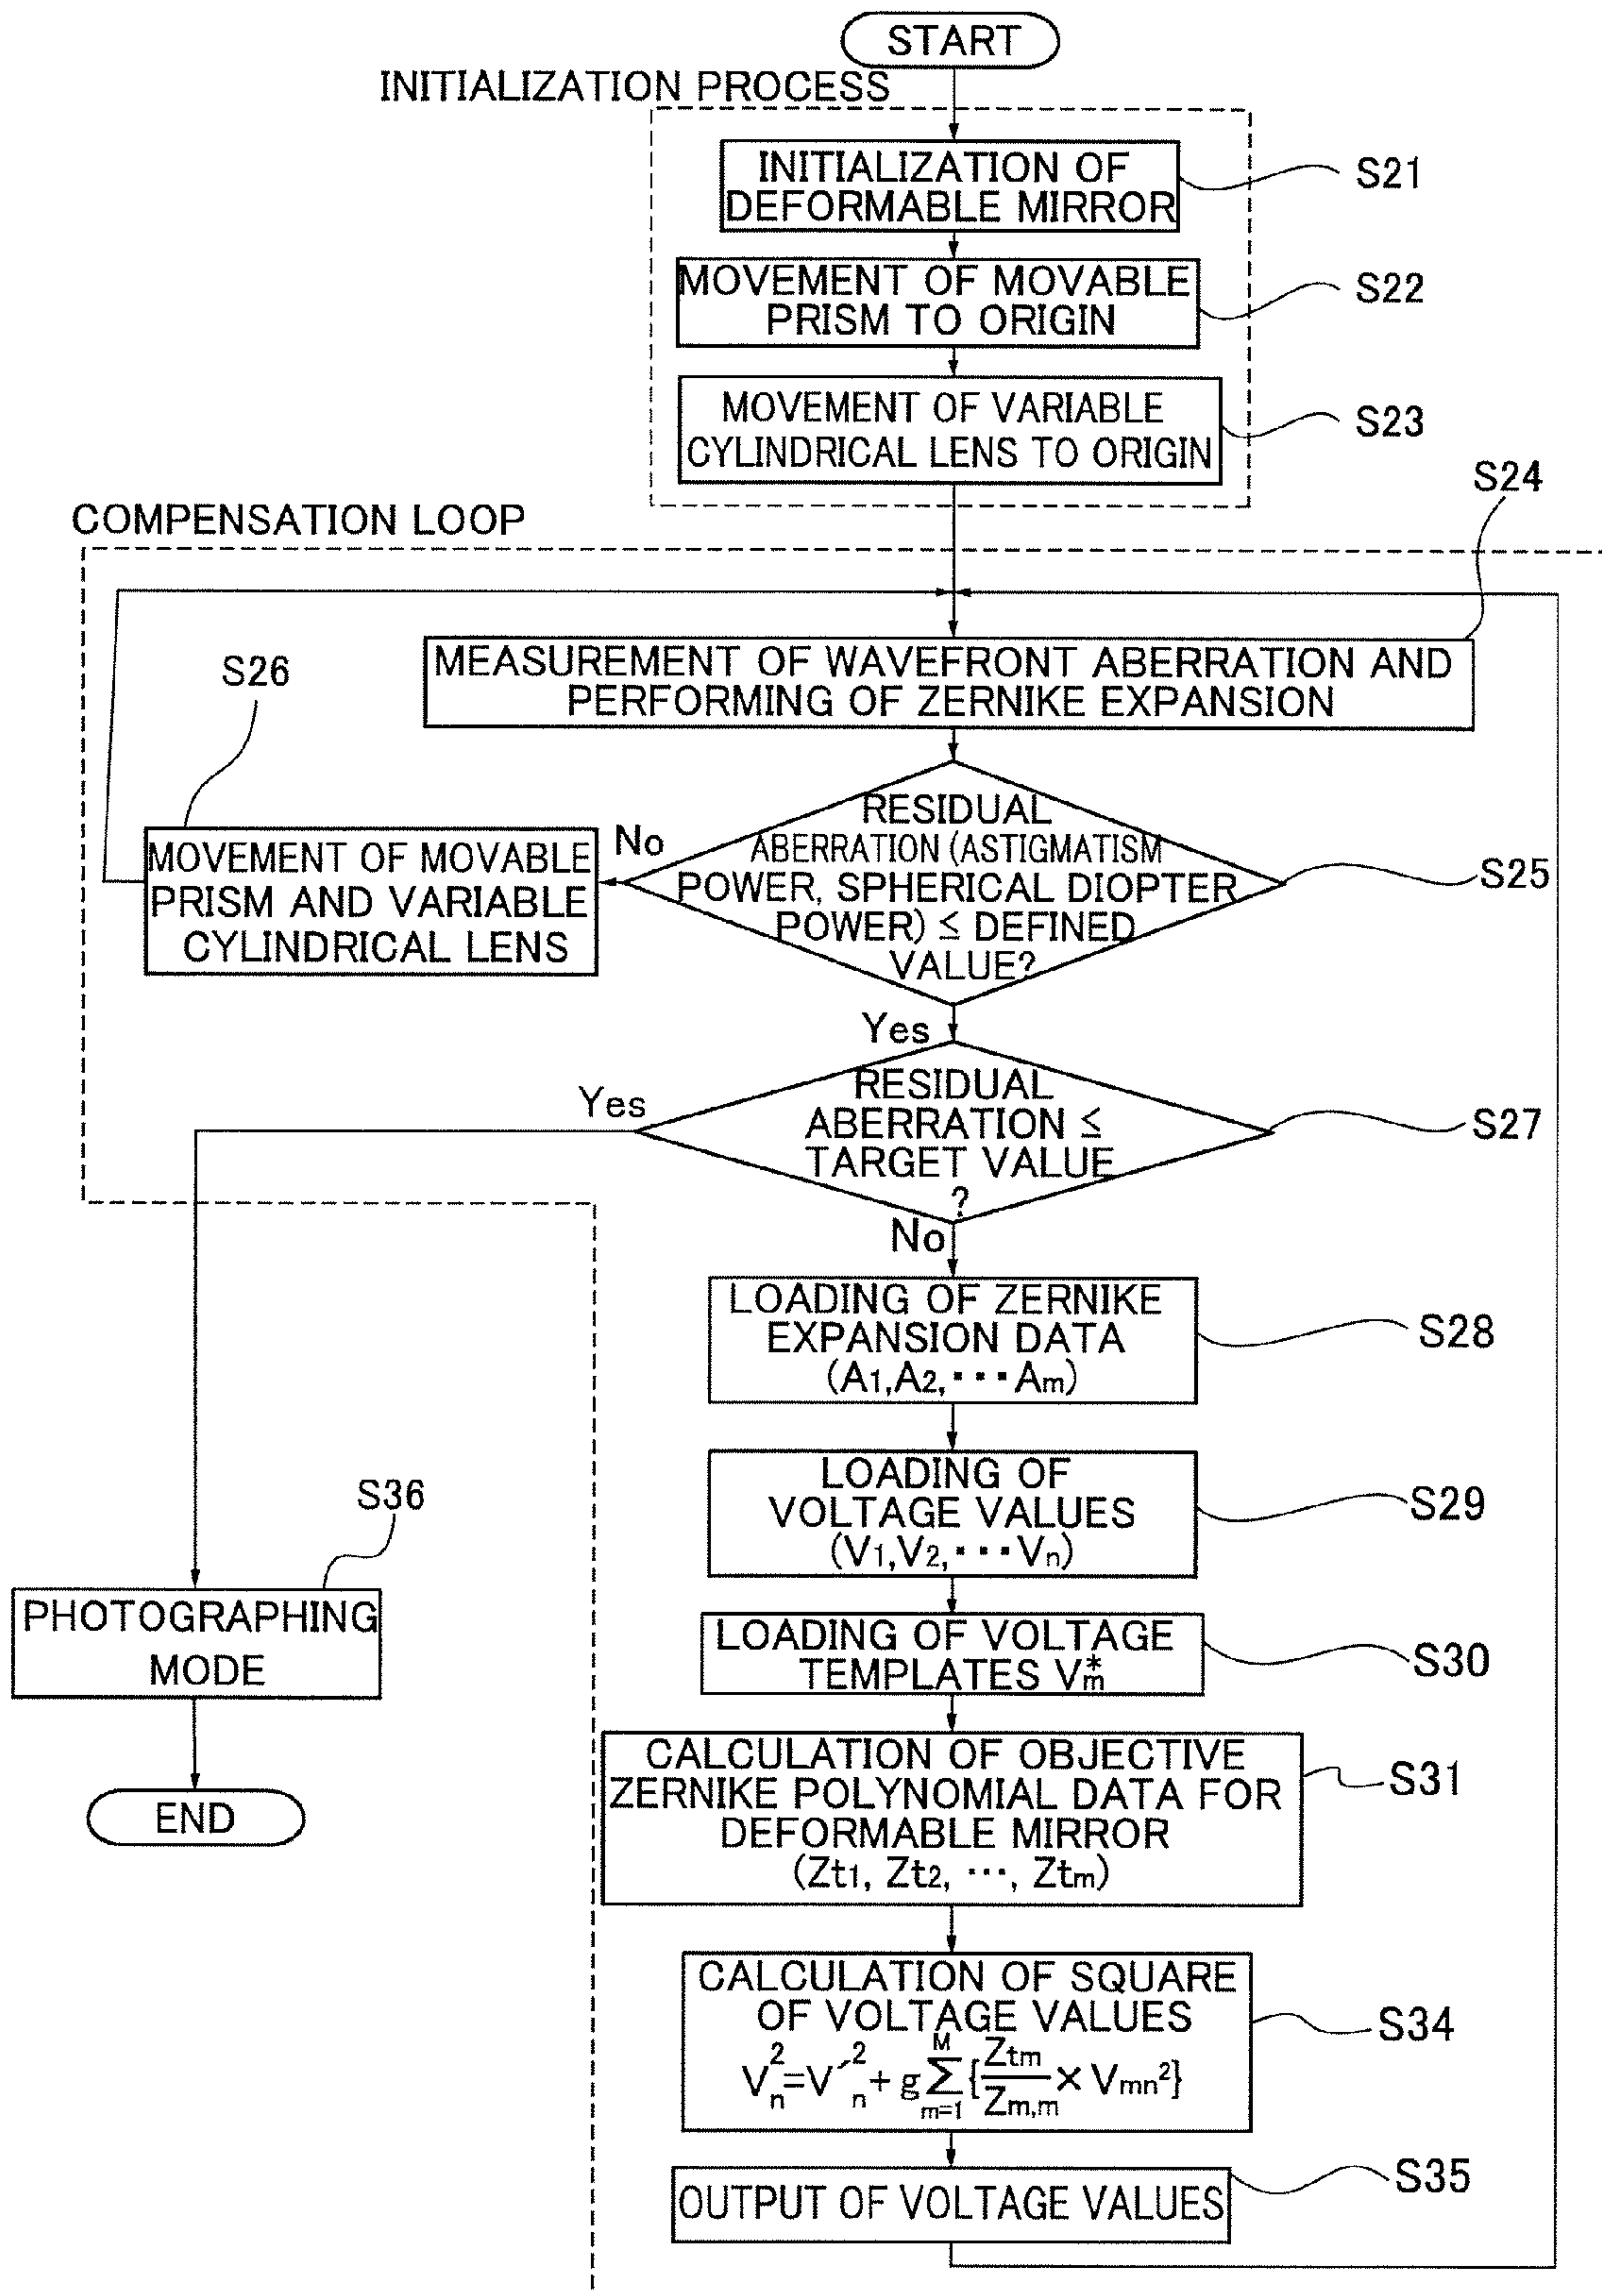 START
INITIALIZATION PROCESS
INITIALIZATION OF
DEFORMABLE MIRROR
S21
MOVEMENT OF MOVABLE
PRISM TO ORIGIN
S22
MOVEMENT OF VARIABLE
CYLINDRICAL LENS TO ORIGIN
S23
S24
COMPENSATION LOOP
MEASUREMENT OF WAVEFRONT ABERRATION AND
PERFORMING OF ZERNIKE EXPANSION
S26
MOVEMENT OF MOVABLE
PRISM AND VARIABLE
CYLINDRICAL LENS
No
RESIDUAL
ABERRATION (ASTIGMATISM
POWER, SPHERICAL DIOPTER
POWER) ≤ DEFINED
VALUE?
S25
Yes
Yes
RESIDUAL
ABERRATION ≤
TARGET VALUE
?
S27
No
LOADING OF ZERNIKE
EXPANSION DATA
(A1,A2,···Am)
S28
LOADING OF
VOLTAGE VALUES
(V1,V2,···Vn)
S29
S36
PHOTOGRAPHING
MODE
END
LOADING OF VOLTAGE
TEMPLATES V*m
S30
CALCULATION OF OBJECTIVE
ZERNIKE POLYNOMIAL DATA FOR
DEFORMABLE MIRROR
(Zt1, Zt2, ···, Ztm)
S31
CALCULATION OF SQUARE
OF VOLTAGE VALUES
V²n=V´²n+g∑(m=1 to M){Ztm/Zm,m×Vmn²}
S34
OUTPUT OF VOLTAGE VALUES
S35